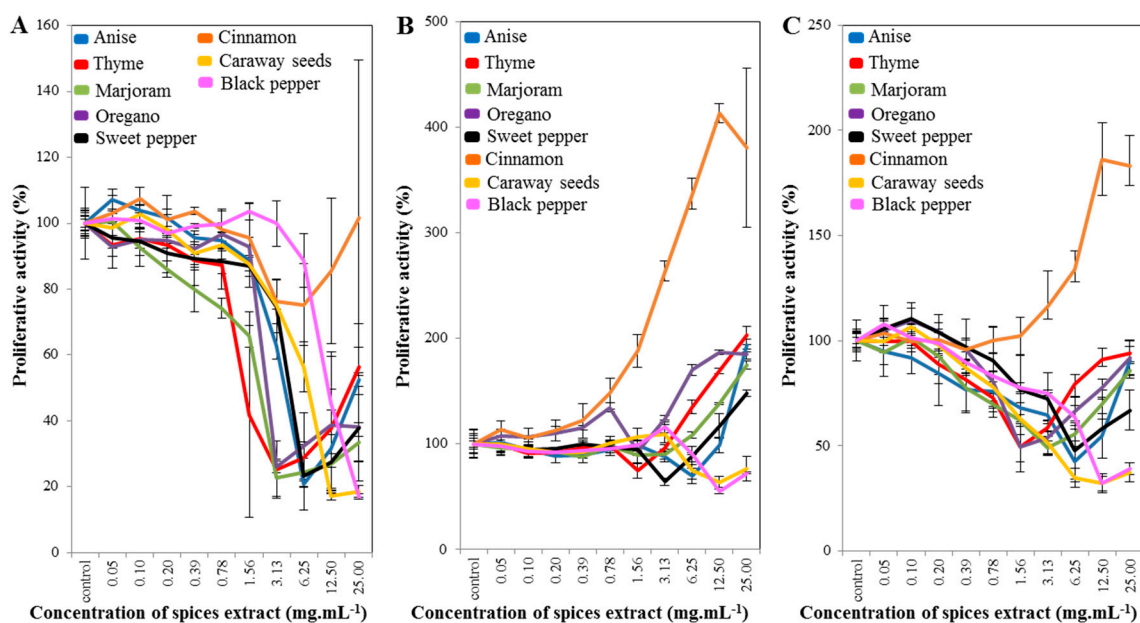 A
Proliferative activity (%)
160
140
120
100
80
60
40
20
0
Anise
Thyme
Marjoram
Oregano
Sweet pepper
Cinnamon
Caraway seeds
Black pepper
control
0.05
0.10
0.20
0.39
0.78
1.56
3.13
6.25
12.50
25.00
Concentration of spices extract (mg.mL⁻¹)
B
Proliferative activity (%)
500
400
300
200
100
0
Anise
Thyme
Marjoram
Oregano
Sweet pepper
Cinnamon
Caraway seeds
Black pepper
control
0.05
0.10
0.20
0.39
0.78
1.56
3.13
6.25
12.50
25.00
Concentration of spices extract (mg.mL⁻¹)
C
Proliferative activity (%)
250
200
150
100
50
0
Anise
Thyme
Marjoram
Oregano
Sweet pepper
Cinnamon
Caraway seeds
Black pepper
control
0.05
0.10
0.20
0.39
0.78
1.56
3.13
6.25
12.50
25.00
Concentration of spices extract (mg.mL⁻¹)